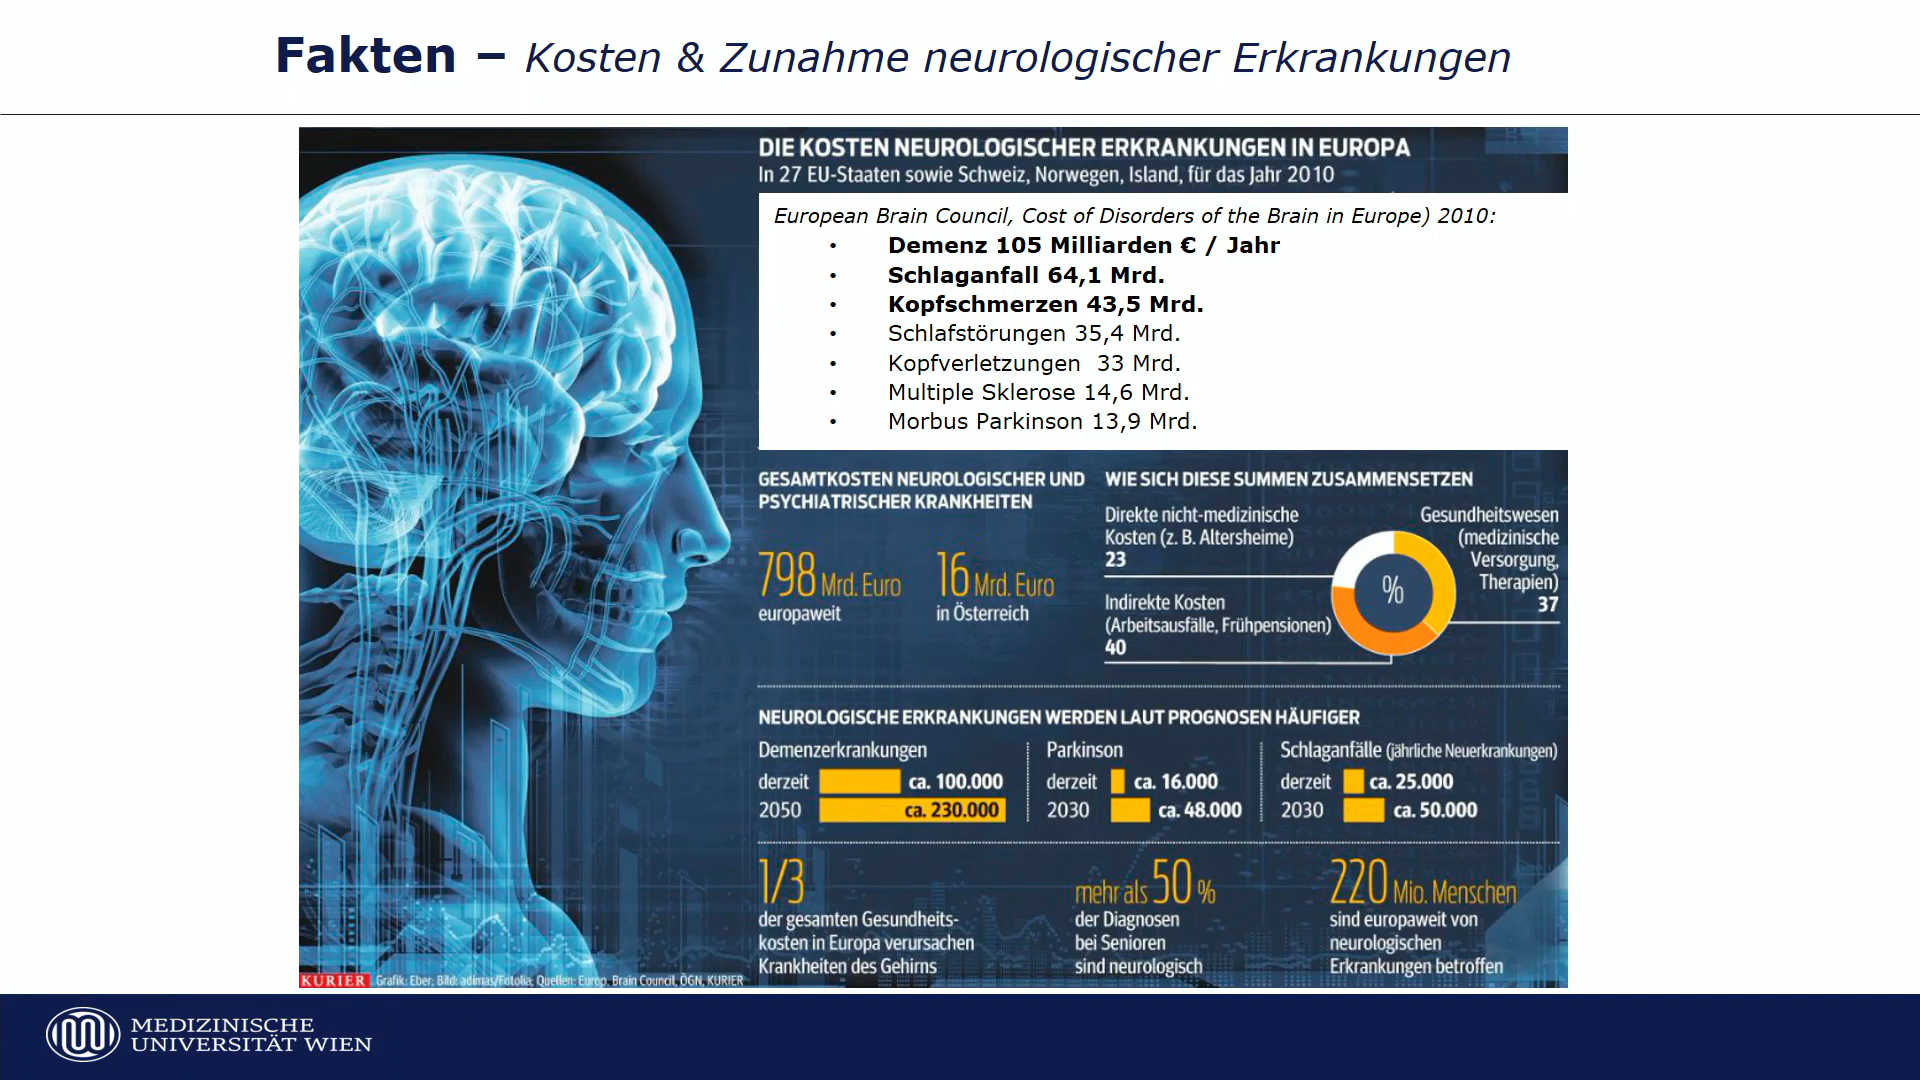 Fakten – Kosten & Zunahme neurologischer Erkrankungen
DIE KOSTEN NEUROLOGISCHER ERKRANKUNGEN IN EUROPA
In 27 EU-Staaten sowie Schweiz, Norwegen, Island, für das Jahr 2010
European Brain Council, Cost of Disorders of the Brain in Europe) 2010:
• Demenz 105 Milliarden € / Jahr
• Schlaganfall 64,1 Mrd.
• Kopfschmerzen 43,5 Mrd.
• Schlafstörungen 35,4 Mrd.
• Kopfverletzungen 33 Mrd.
• Multiple Sklerose 14,6 Mrd.
• Morbus Parkinson 13,9 Mrd.
GESAMTKOSTEN NEUROLOGISCHER UND
PSYCHIATRISCHER KRANKHEITEN
798 Mrd. Euro
europaweit
16 Mrd. Euro
in Österreich
WIE SICH DIESE SUMMEN ZUSAMMENSETZEN
Direkte nicht-medizinische
Kosten (z. B. Altersheime)
23
Indirekte Kosten
(Arbeitsausfälle, Frühpensionen)
40
%
Gesundheitswesen
(medizinische
Versorgung,
Therapien)
37
NEUROLOGISCHE ERKRANKUNGEN WERDEN LAUT PROGNOSEN HÄUFIGER
Demenzerkrankungen
derzeit ca. 100.000
2050 ca. 230.000
Parkinson
derzeit ca. 16.000
2030 ca. 48.000
Schlaganfälle (jährliche Neuerkrankungen)
derzeit ca. 25.000
2030 ca. 50.000
1/3
der gesamten Gesundheits-
kosten in Europa verursachen
Krankheiten des Gehirns
mehr als 50 %
der Diagnosen
bei Senioren
sind neurologisch
220 Mio. Menschen
sind europaweit von
neurologischen
Erkrankungen betroffen
KURIER Grafik: Eber; Bild: adimas/Fotolia; Quellen: Europ. Brain Council, ÖGN, KURIER
MEDIZINISCHE
UNIVERSITÄT WIEN